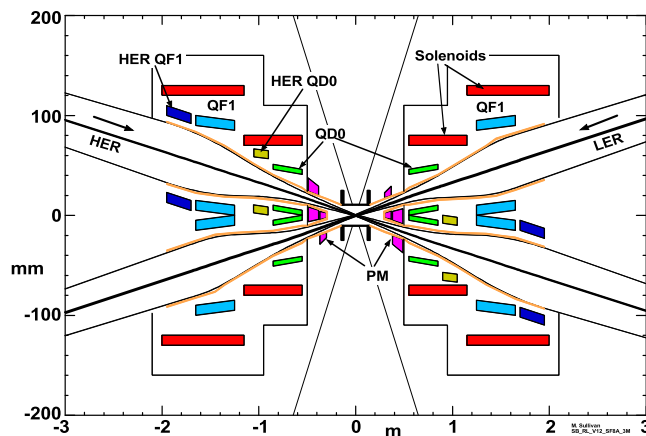 200
100
0
mm
-100
-200
-3
-2
-1
0
m
1
2
3
HER QF1
HER QD0
QF1
QD0
Solenoids
QF1
HER
LER
PM
M. Sullivan
SB_RL_V12_SF8A_3M